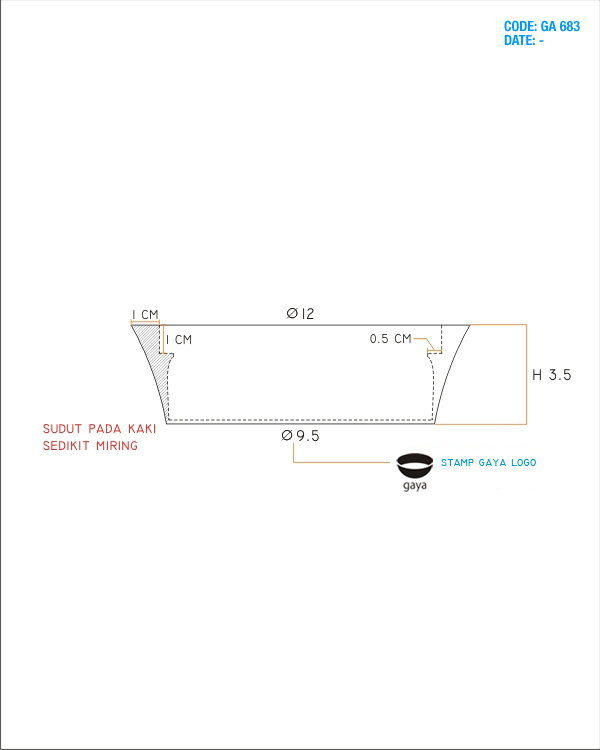 CODE: GA 683
DATE: -
1 CM
Ø12
1 CM
0.5 CM
H 3.5
SUDUT PADA KAKI
SEDIKIT MIRING
Ø9.5
STAMP GAYA LOGO
gaya